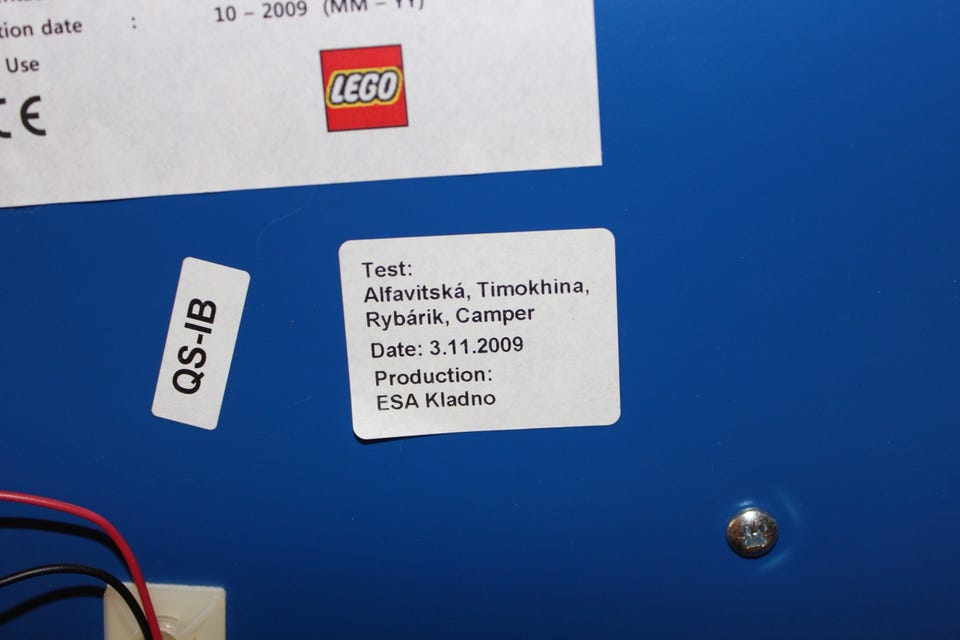 tion date : 10 – 2009 (MM – YY)
Use
CE
LEGO
QS-IB
Test:
Alfavitská, Timokhina,
Rybárik, Camper
Date: 3.11.2009
Production:
ESA Kladno